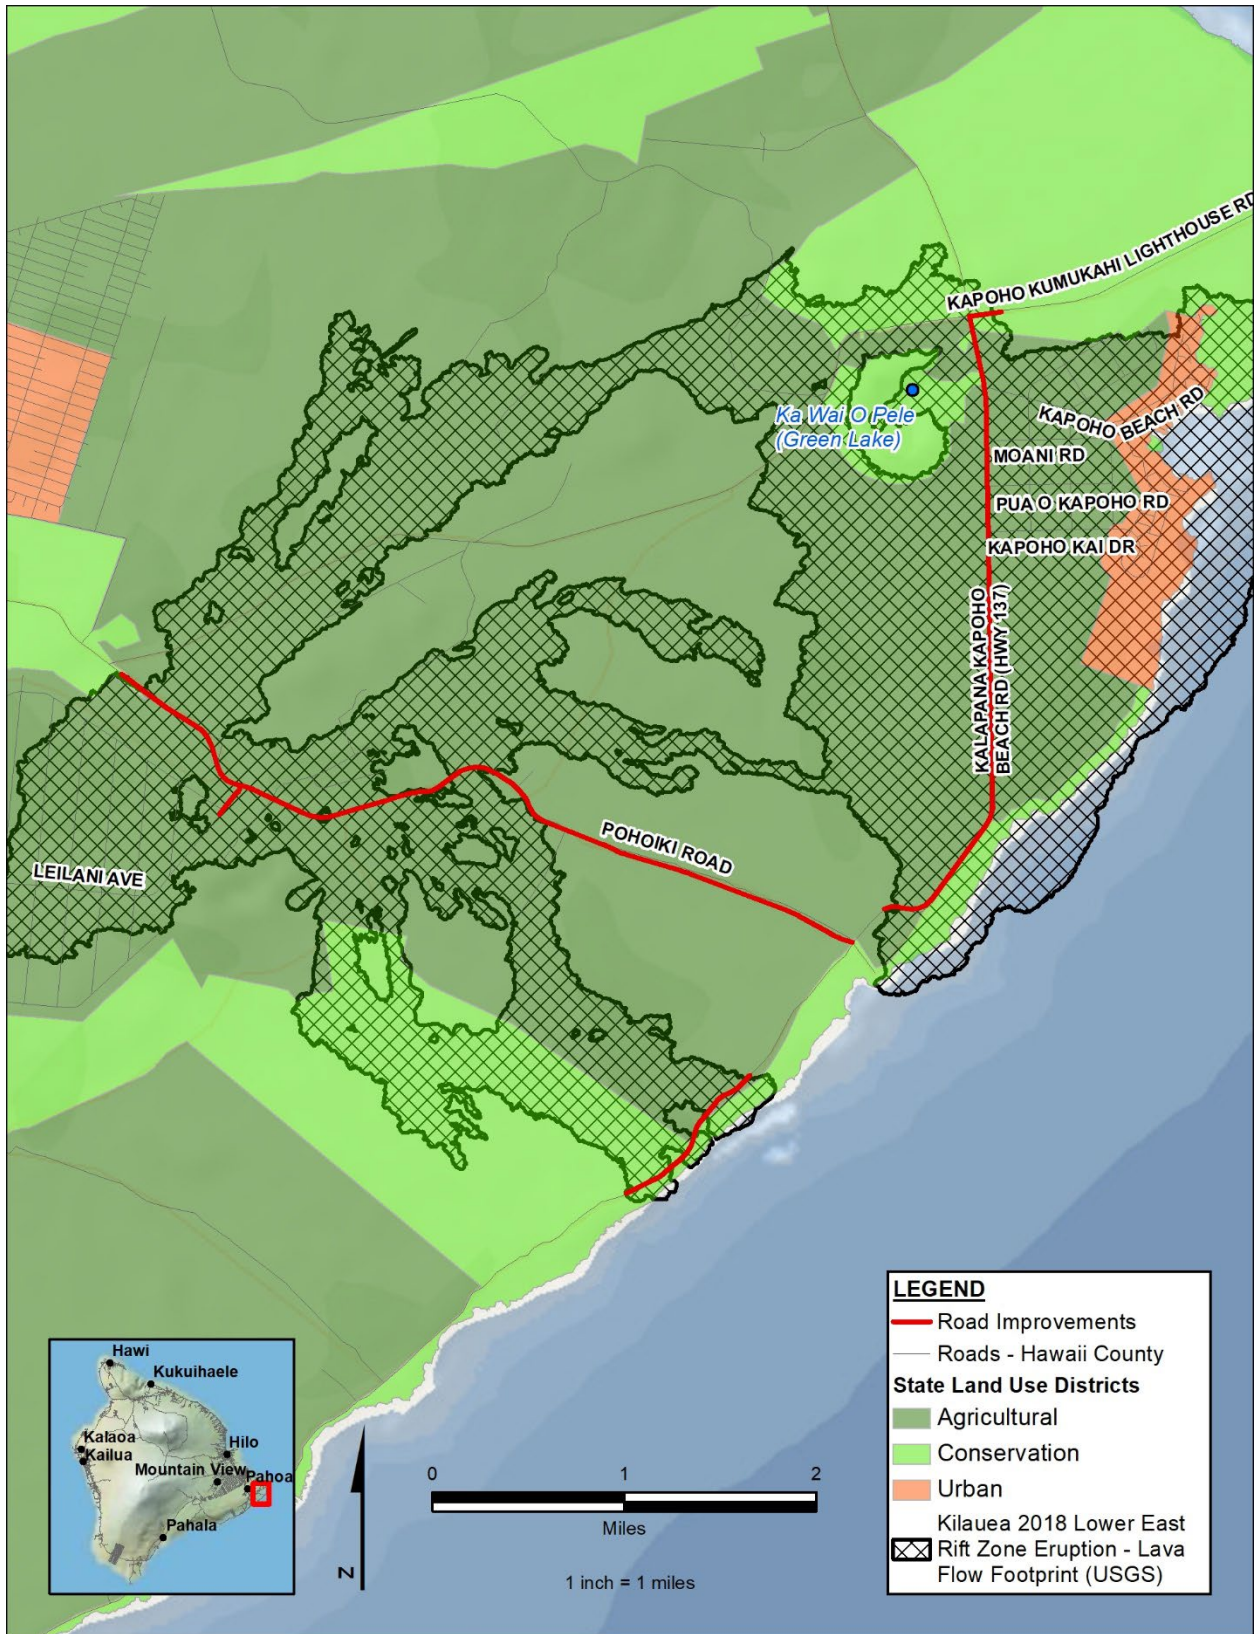 KAPOHO KUMUKAHI LIGHTHOUSE RD
Ka Wai O Pele
(Green Lake)
KAPOHO BEACH RD
MOANI RD
PUA O KAPOHO RD
KAPOHO KAI DR
KALAPANA KAPOHO
BEACH RD (HWY 137)
POHOIKI ROAD
LEILANI AVE
LEGEND
Road Improvements
Roads - Hawaii County
State Land Use Districts
Agricultural
Conservation
Urban
Kilauea 2018 Lower East
Rift Zone Eruption - Lava
Flow Footprint (USGS)
Hawi
Kukuihaele
Kalaoa
Kailua
Hilo
Mountain View
Pahoa
Pahala
N
0 1 2
Miles
1 inch = 1 miles